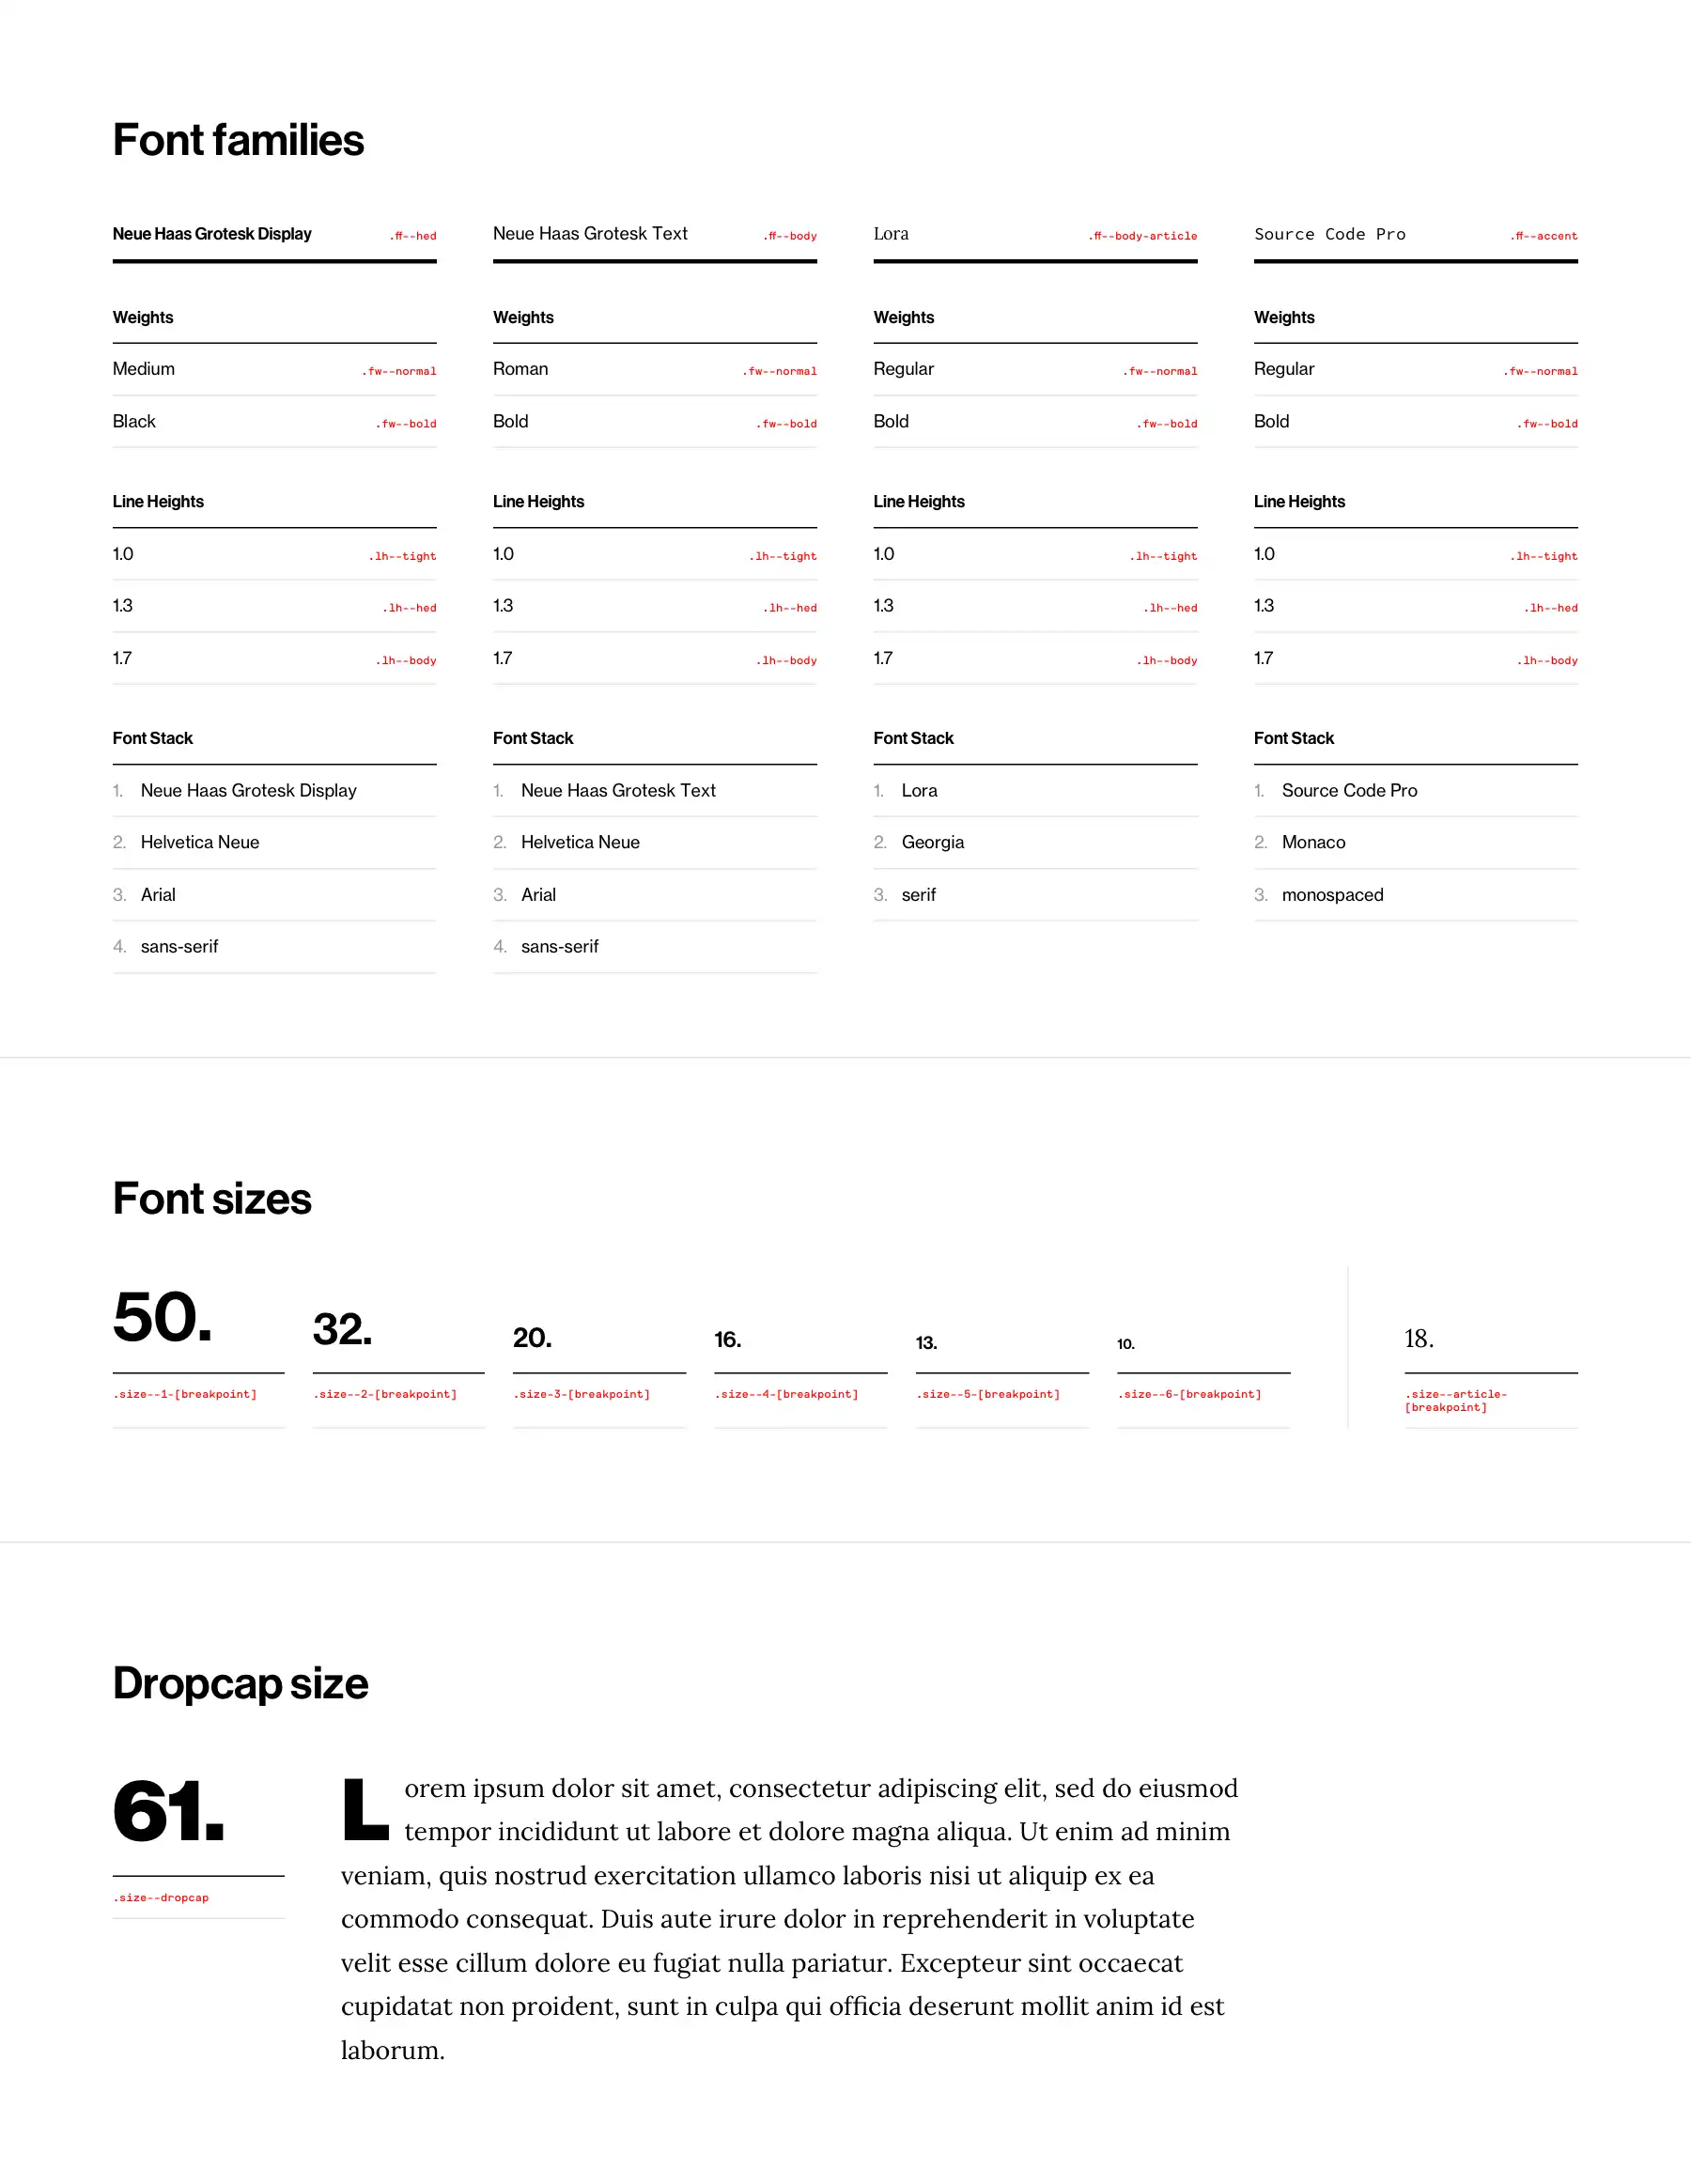 Font families
Neue Haas Grotesk Display .ff--hed
Neue Haas Grotesk Text .ff--body
Lora .ff--body-article
Source Code Pro .ff--accent
Weights
Medium .fw--normal
Black .fw--bold
Weights
Roman .fw--normal
Bold .fw--bold
Weights
Regular .fw--normal
Bold .fw--bold
Weights
Regular .fw--normal
Bold .fw--bold
Line Heights
1.0 .lh--tight
1.3 .lh--hed
1.7 .lh--body
Line Heights
1.0 .lh--tight
1.3 .lh--hed
1.7 .lh--body
Line Heights
1.0 .lh--tight
1.3 .lh--hed
1.7 .lh--body
Line Heights
1.0 .lh--tight
1.3 .lh--hed
1.7 .lh--body
Font Stack
1. Neue Haas Grotesk Display
2. Helvetica Neue
3. Arial
4. sans-serif
Font Stack
1. Neue Haas Grotesk Text
2. Helvetica Neue
3. Arial
4. sans-serif
Font Stack
1. Lora
2. Georgia
3. serif
Font Stack
1. Source Code Pro
2. Monaco
3. monospaced
Font sizes
50.
.size--1-[breakpoint]
32.
.size--2-[breakpoint]
20.
.size-3-[breakpoint]
16.
.size--4-[breakpoint]
13.
.size--5-[breakpoint]
10.
.size--6-[breakpoint]
18.
.size--article-
[breakpoint]
Dropcap size
61.
.size--dropcap
Lorem ipsum dolor sit amet, consectetur adipiscing elit, sed do eiusmod
tempor incididunt ut labore et dolore magna aliqua. Ut enim ad minim
veniam, quis nostrud exercitation ullamco laboris nisi ut aliquip ex ea
commodo consequat. Duis aute irure dolor in reprehenderit in voluptate
velit esse cillum dolore eu fugiat nulla pariatur. Excepteur sint occaecat
cupidatat non proident, sunt in culpa qui officia deserunt mollit anim id est
laborum.